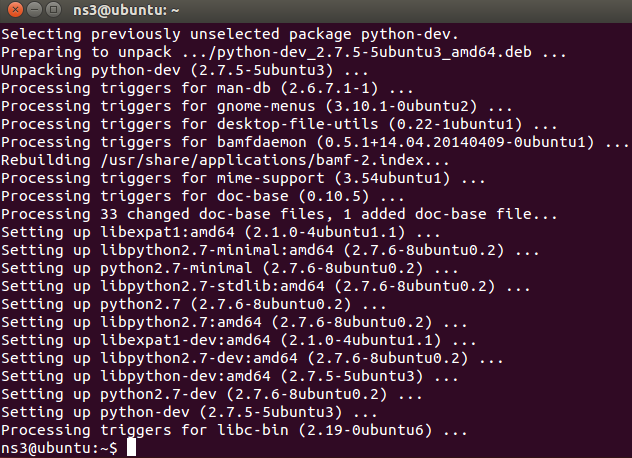 ns3@ubuntu: ~
Selecting previously unselected package python-dev.
Preparing to unpack .../python-dev_2.7.5-5ubuntu3_amd64.deb ...
Unpacking python-dev (2.7.5-5ubuntu3) ...
Processing triggers for man-db (2.6.7.1-1) ...
Processing triggers for gnome-menus (3.10.1-0ubuntu2) ...
Processing triggers for desktop-file-utils (0.22-1ubuntu1) ...
Processing triggers for bamfdaemon (0.5.1+14.04.20140409-0ubuntu1) ...
Rebuilding /usr/share/applications/bamf-2.index...
Processing triggers for mime-support (3.54ubuntu1) ...
Processing triggers for doc-base (0.10.5) ...
Processing 33 changed doc-base files, 1 added doc-base file...
Setting up libexpat1:amd64 (2.1.0-4ubuntu1.1) ...
Setting up libpython2.7-minimal:amd64 (2.7.6-8ubuntu0.2) ...
Setting up python2.7-minimal (2.7.6-8ubuntu0.2) ...
Setting up libpython2.7-stdlib:amd64 (2.7.6-8ubuntu0.2) ...
Setting up python2.7 (2.7.6-8ubuntu0.2) ...
Setting up libpython2.7:amd64 (2.7.6-8ubuntu0.2) ...
Setting up libexpat1-dev:amd64 (2.1.0-4ubuntu1.1) ...
Setting up libpython2.7-dev:amd64 (2.7.6-8ubuntu0.2) ...
Setting up libpython-dev:amd64 (2.7.5-5ubuntu3) ...
Setting up python2.7-dev (2.7.6-8ubuntu0.2) ...
Setting up python-dev (2.7.5-5ubuntu3) ...
Processing triggers for libc-bin (2.19-0ubuntu6) ...
ns3@ubuntu:~$